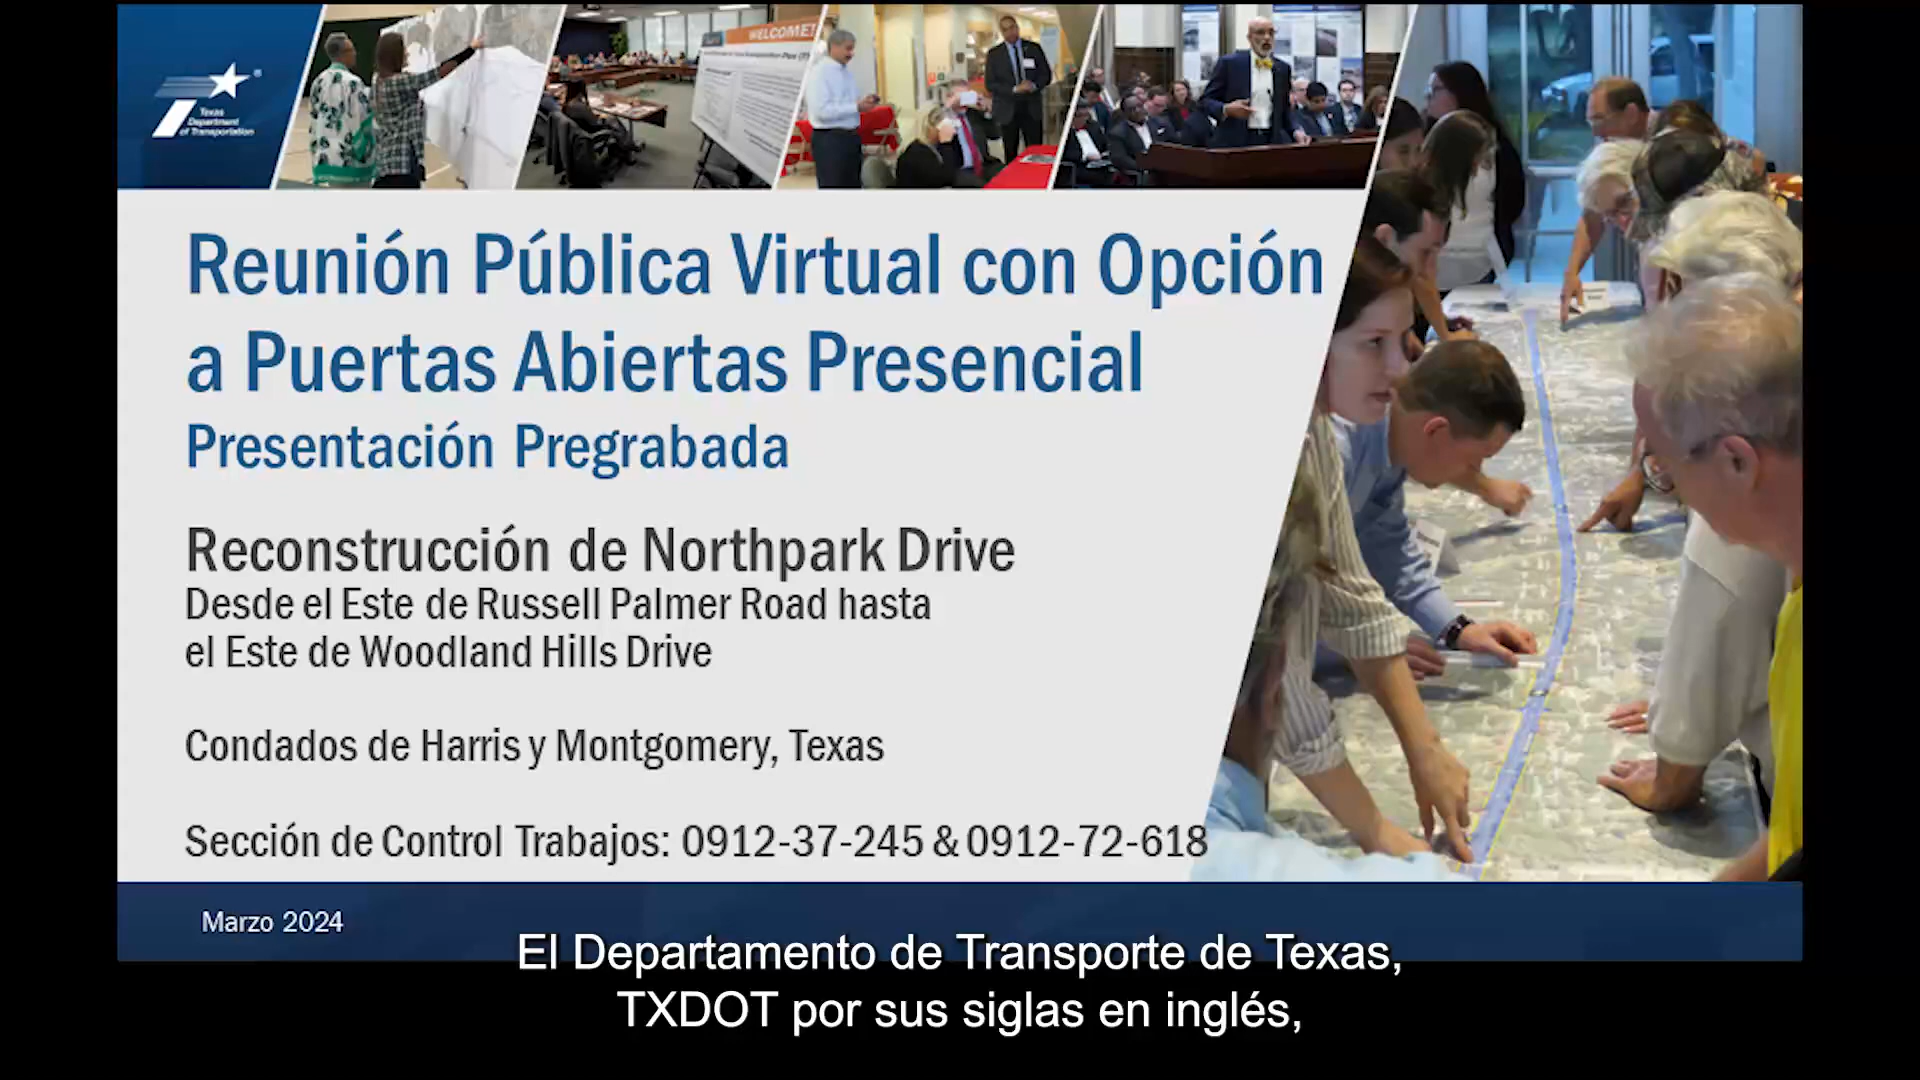 Texas
Department
of Transportation
WELCOME!
Reunión Pública Virtual con Opción
a Puertas Abiertas Presencial
Presentación Pregrabada
Reconstrucción de Northpark Drive
Desde el Este de Russell Palmer Road hasta
el Este de Woodland Hills Drive
Condados de Harris y Montgomery, Texas
Sección de Control Trabajos: 0912-37-245 & 0912-72-618
Marzo 2024
El Departamento de Transporte de Texas,
TXDOT por sus siglas en inglés,